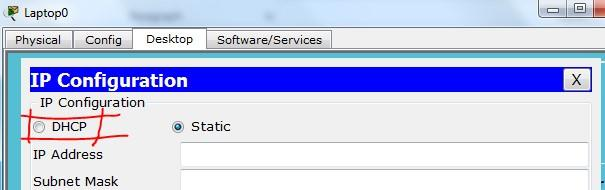 Laptop0
Physical Config Desktop Software/Services
IP Configuration X
IP Configuration
DHCP Static
IP Address
Subnet Mask